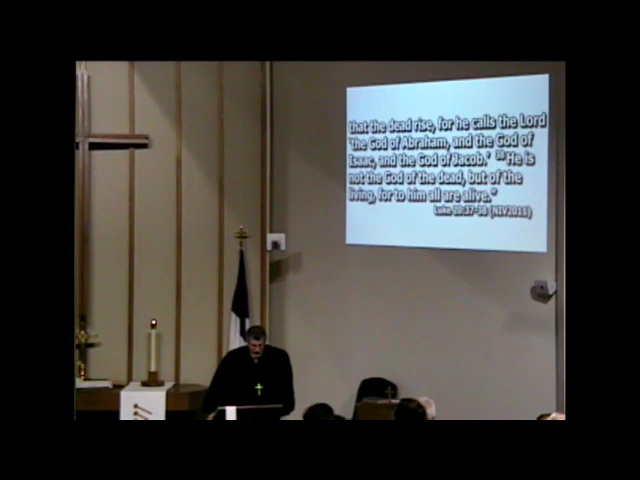 that the dead rise, for he calls the Lord
'the God of Abraham, and the God of
Isaac, and the God of Jacob.' 38 He is
not the God of the dead, but of the
living, for to him all are alive."
Luke 20:37-38 (NIV2011)